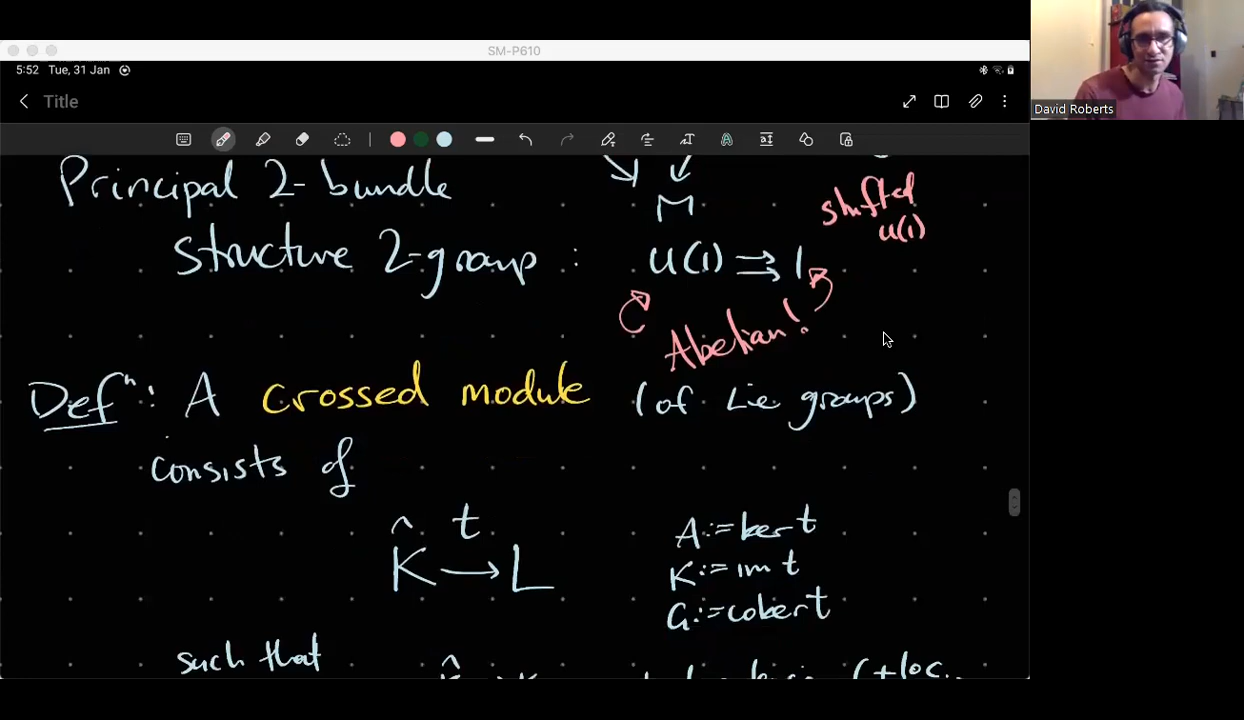 SM-P610
5:52 Tue, 31 Jan
Title
David Roberts
Principal 2-bundle
M
shifted
U(1)
structure 2-group : U(1) ⇉ 1
Abelian!
Defⁿ: A crossed module (of Lie groups)
consists of
K̂ t→ L
A := ker t
K := im t
G := coker t
such that